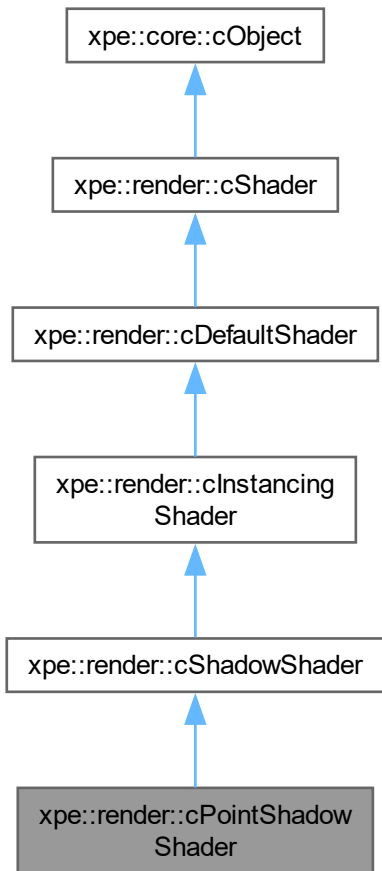 xpe::core::cObject
xpe::render::cShader
xpe::render::cDefaultShader
xpe::render::cInstancing
Shader
xpe::render::cShadowShader
xpe::render::cPointShadow
Shader